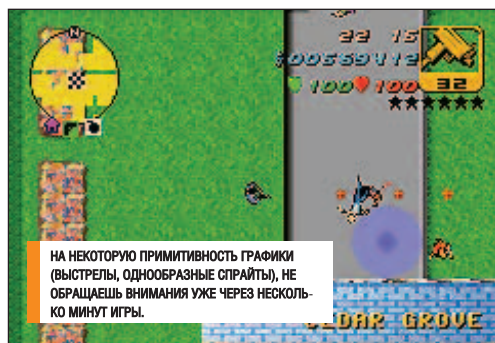 N
22 15
$00569412
100 100
32
НА НЕКОТОРУЮ ПРИМИТИВНОСТЬ ГРАФИКИ
(ВЫСТРЕЛЫ, ОДНООБРАЗНЫЕ СПРАЙТЫ), НЕ
ОБРАЩАЕШЬ ВНИМАНИЯ УЖЕ ЧЕРЕЗ НЕСКОЛЬ-
КО МИНУТ ИГРЫ.
CEDAR GROVE